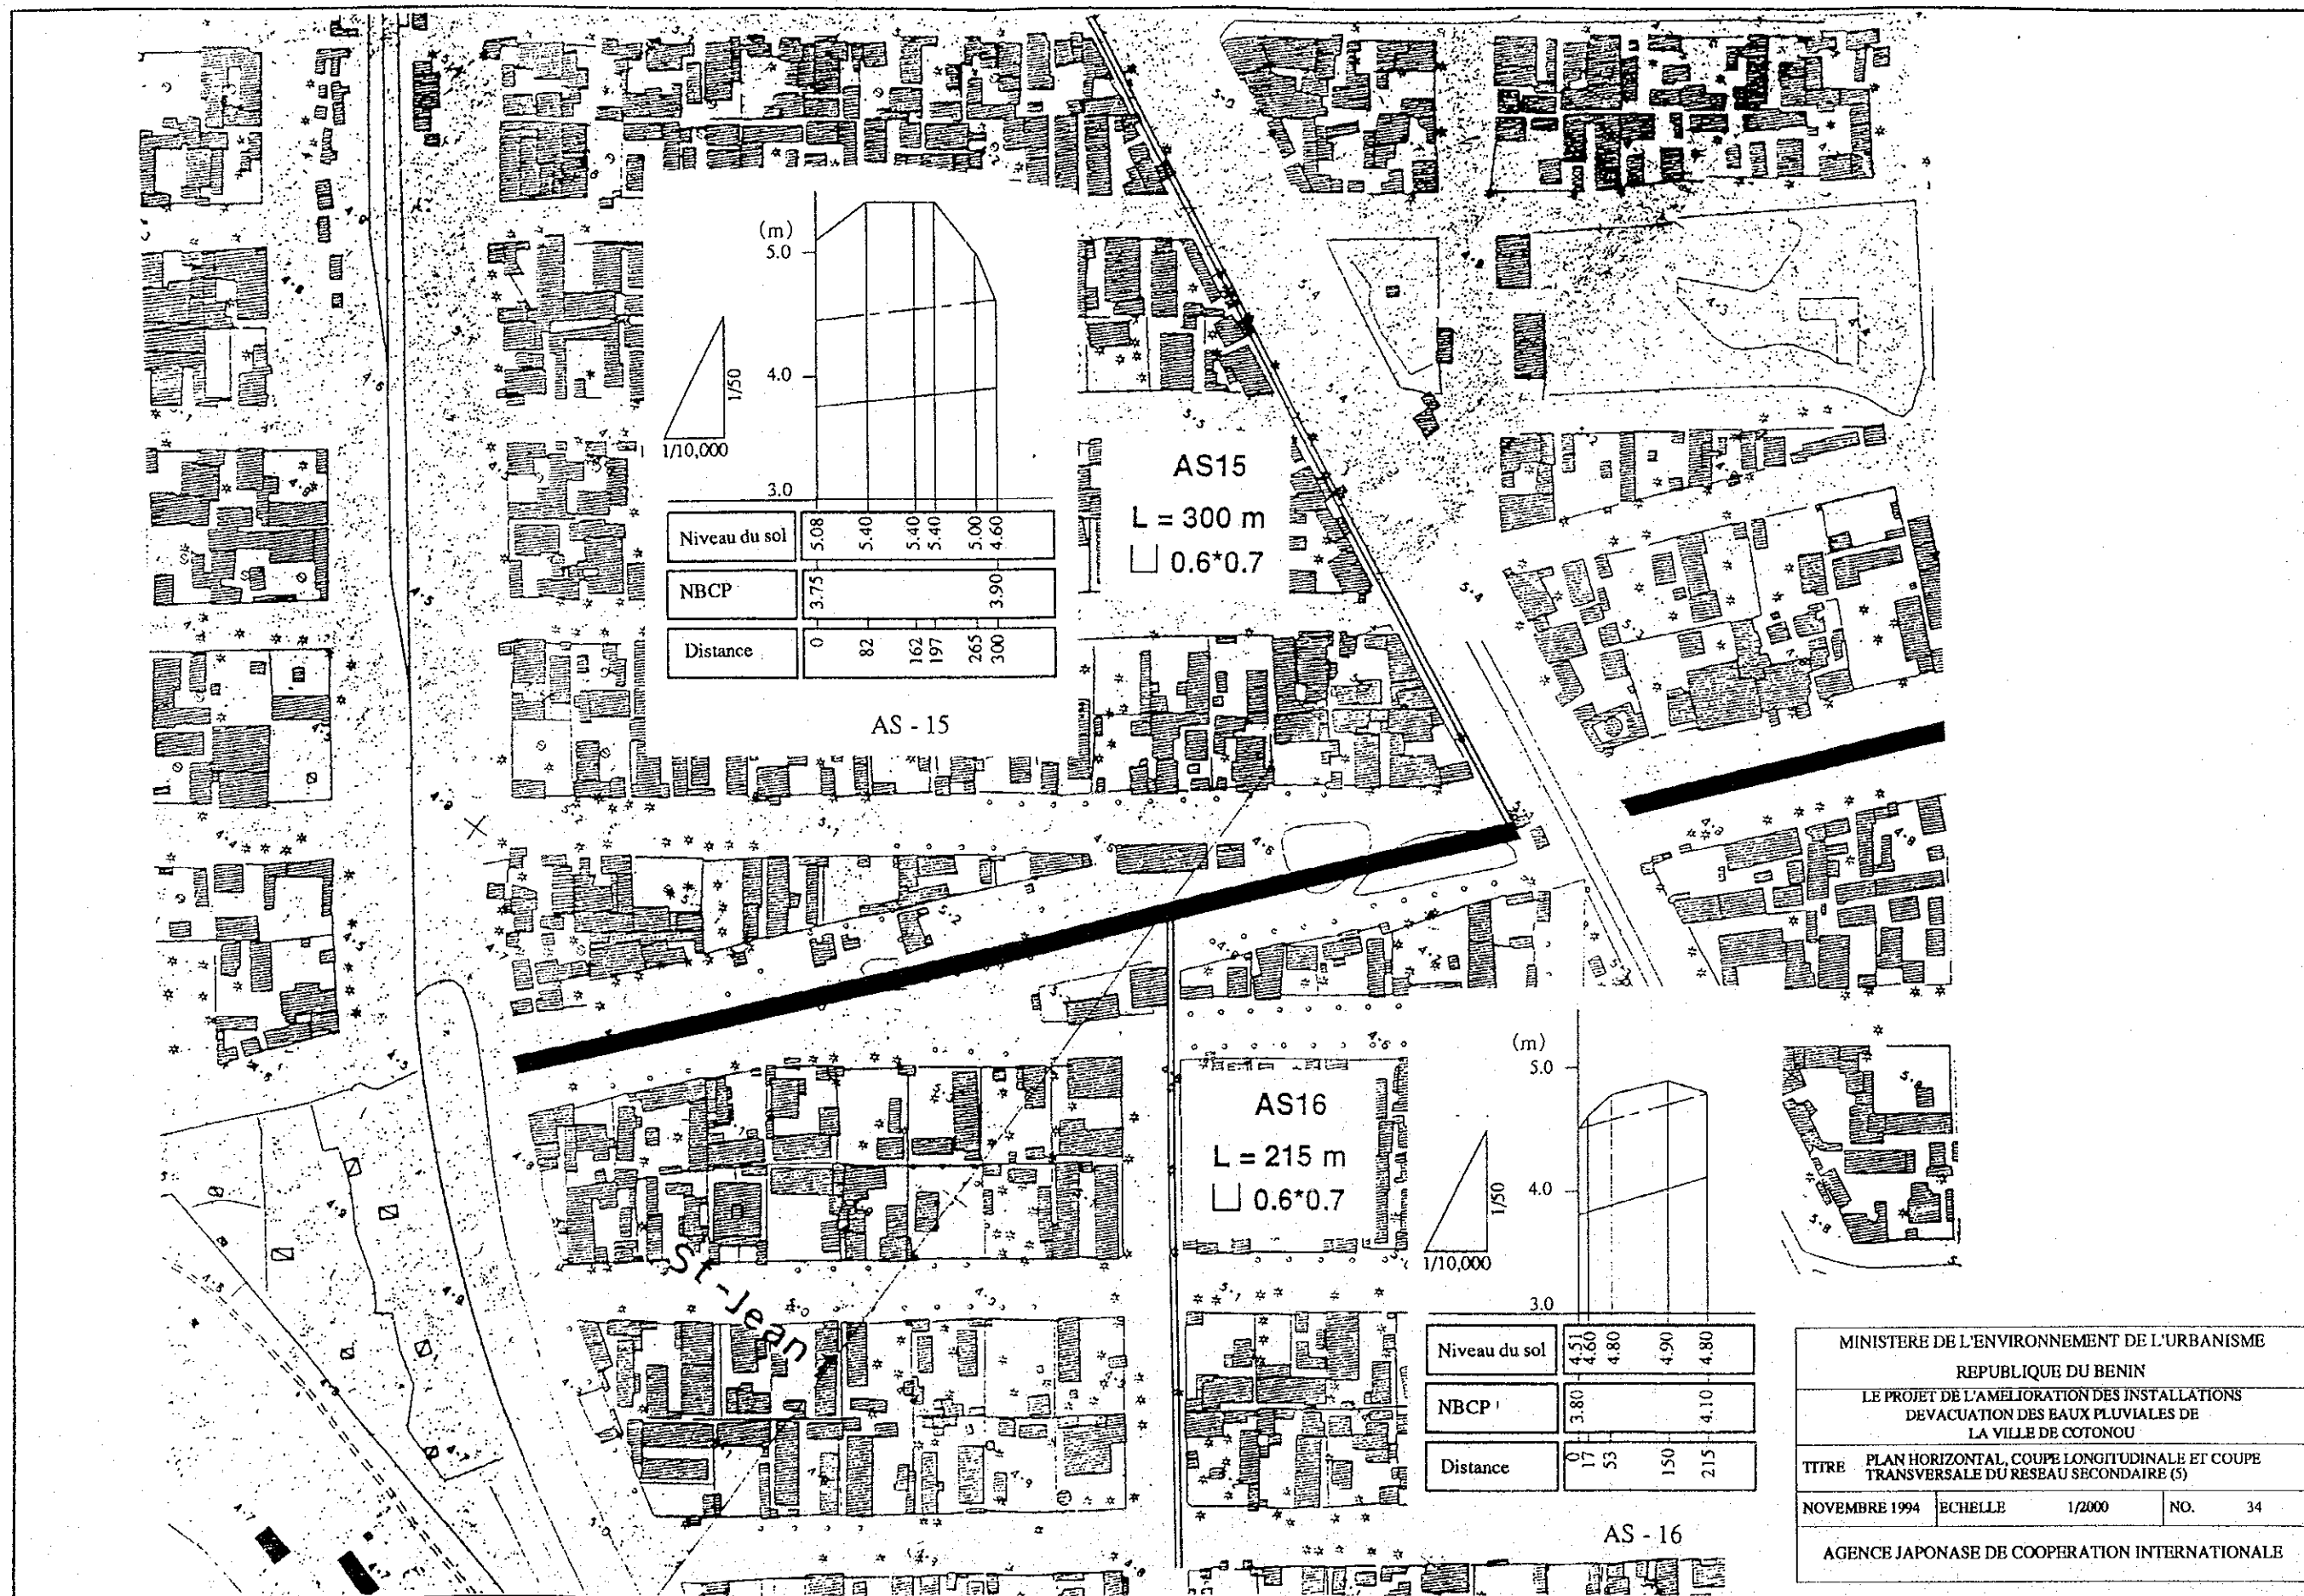 (m)
5.0
4.0
3.0
1/50
1/10,000
Niveau du sol 5.08 5.40 5.40 5.40 5.00 4.60
NBCP 3.75 3.90
Distance 0 82 162 197 265 300
AS - 15
AS15
L = 300 m
⊔ 0.6*0.7
St-Jean
AS16
L = 215 m
⊔ 0.6*0.7
(m)
5.0
4.0
3.0
1/50
1/10,000
Niveau du sol 4.51 4.60 4.80 4.90 4.80
NBCP 3.80 4.10
Distance 0 17 53 150 215
AS - 16
MINISTERE DE L'ENVIRONNEMENT DE L'URBANISME
REPUBLIQUE DU BENIN
LE PROJET DE L'AMELIORATION DES INSTALLATIONS
DEVACUATION DES EAUX PLUVIALES DE
LA VILLE DE COTONOU
TITRE PLAN HORIZONTAL, COUPE LONGITUDINALE ET COUPE
TRANSVERSALE DU RESEAU SECONDAIRE (5)
NOVEMBRE 1994 ECHELLE 1/2000 NO. 34
AGENCE JAPONASE DE COOPERATION INTERNATIONALE